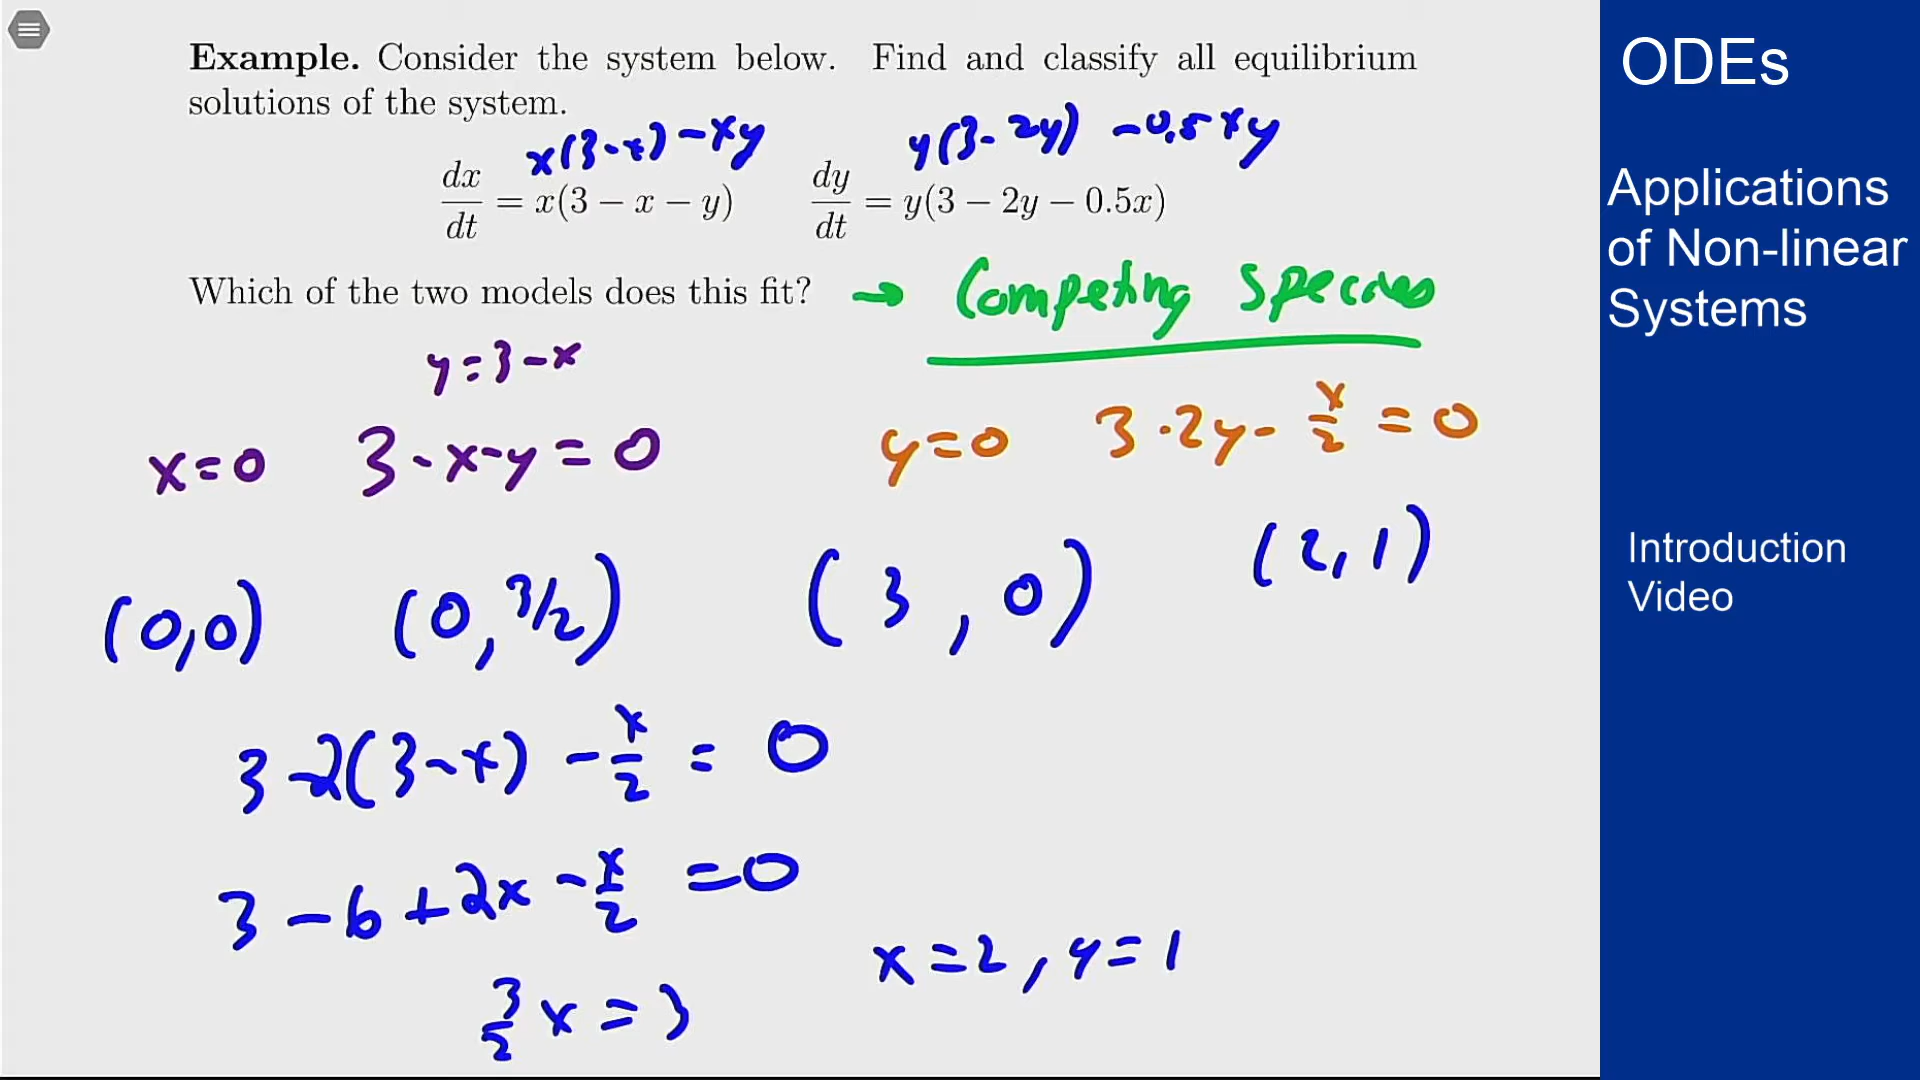 Example. Consider the system below. Find and classify all equilibrium
solutions of the system.
x(3-x) -xy
y(3-2y) -0.5xy
dx/dt = x(3 − x − y) dy/dt = y(3 − 2y − 0.5x)
Which of the two models does this fit? → Competing Species
y=3-x
x=0 3-x-y=0 y=0 3-2y-x/2=0
(0,0) (0,3/2) (3,0) (2,1)
3-2(3-x) -x/2 = 0
3-6+2x-x/2=0
x=2, y=1
3/2 x = 3
ODEs
Applications
of Non-linear
Systems
Introduction
Video